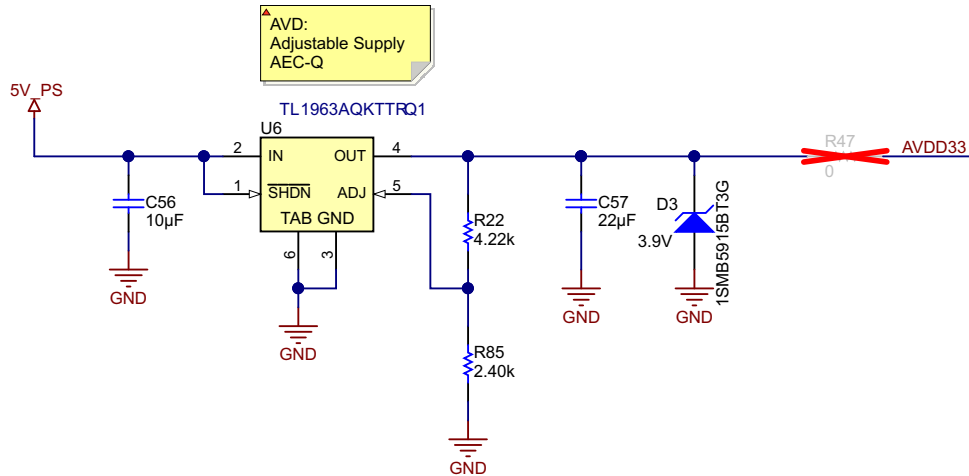 AVD:
Adjustable Supply
AEC-Q
5V_PS
TL1963AQKTTRQ1
U6
2
IN
OUT
4
1
SHDN
ADJ
5
TAB GND
6
3
C56
10µF
GND
GND
R22
4.22k
R85
2.40k
GND
C57
22µF
GND
D3
3.9V
1SMB5915BT3G
GND
R47
0
AVDD33